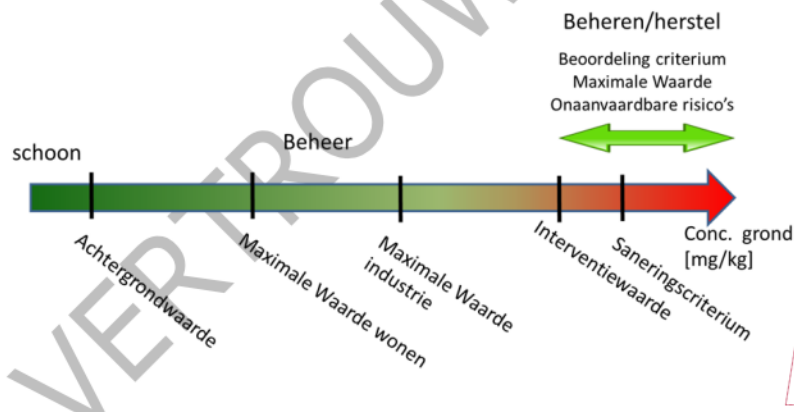 Beheren/herstel
Beoordeling criterium
Maximale Waarde
Onaanvaardbare risico's
Beheer
schoon
Achtergrondwaarde
Maximale Waarde wonen
Maximale Waarde
industrie
Interventiewaarde
Saneringscriterium
Conc. grond
[mg/kg]
VERTROUW